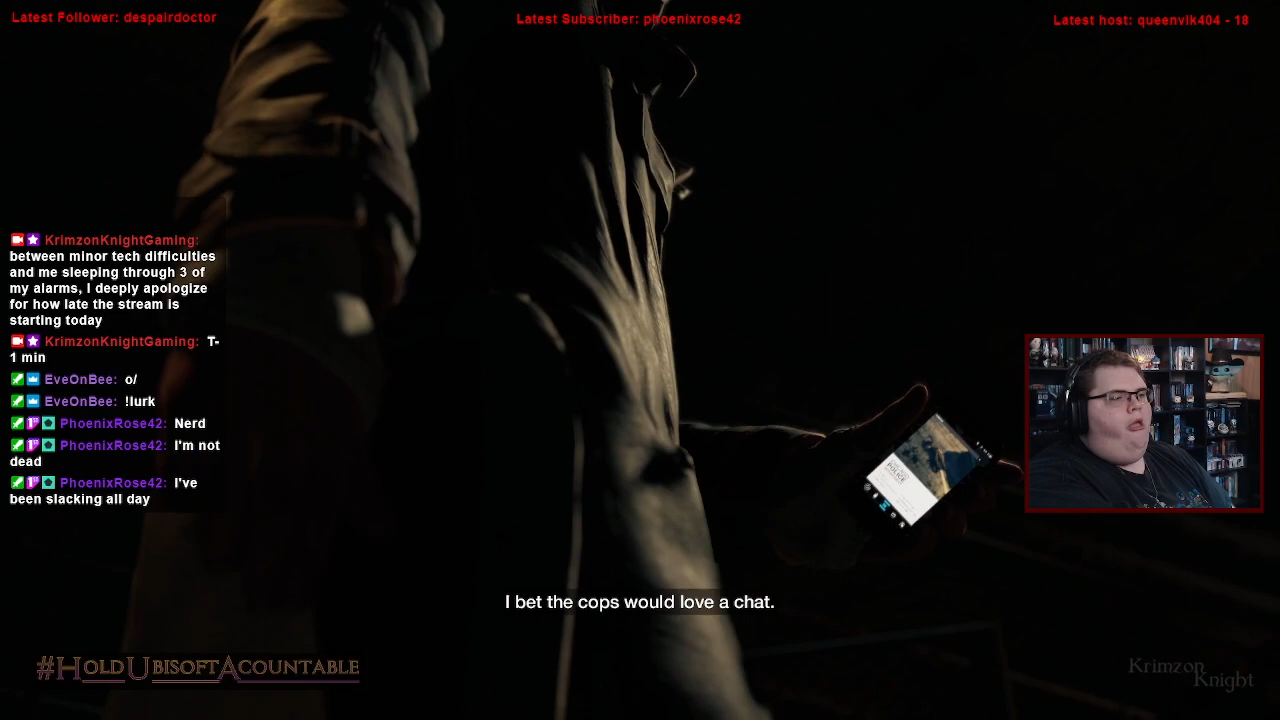 Latest Follower: despairdoctor
Latest Subscriber: phoenixrose42
Latest host: queenvlk404 - 18
KrimzonKnightGaming:
between minor tech difficulties
and me sleeping through 3 of
my alarms, I deeply apologize
for how late the stream is
starting today
KrimzonKnightGaming: T-
1 min
EveOnBee: o/
EveOnBee: !lurk
PhoenixRose42: Nerd
PhoenixRose42: I'm not
dead
PhoenixRose42: I've
been slacking all day
POLICE
I bet the cops would love a chat.
#HoldUbisoftAcountable
Krimzon
Knight